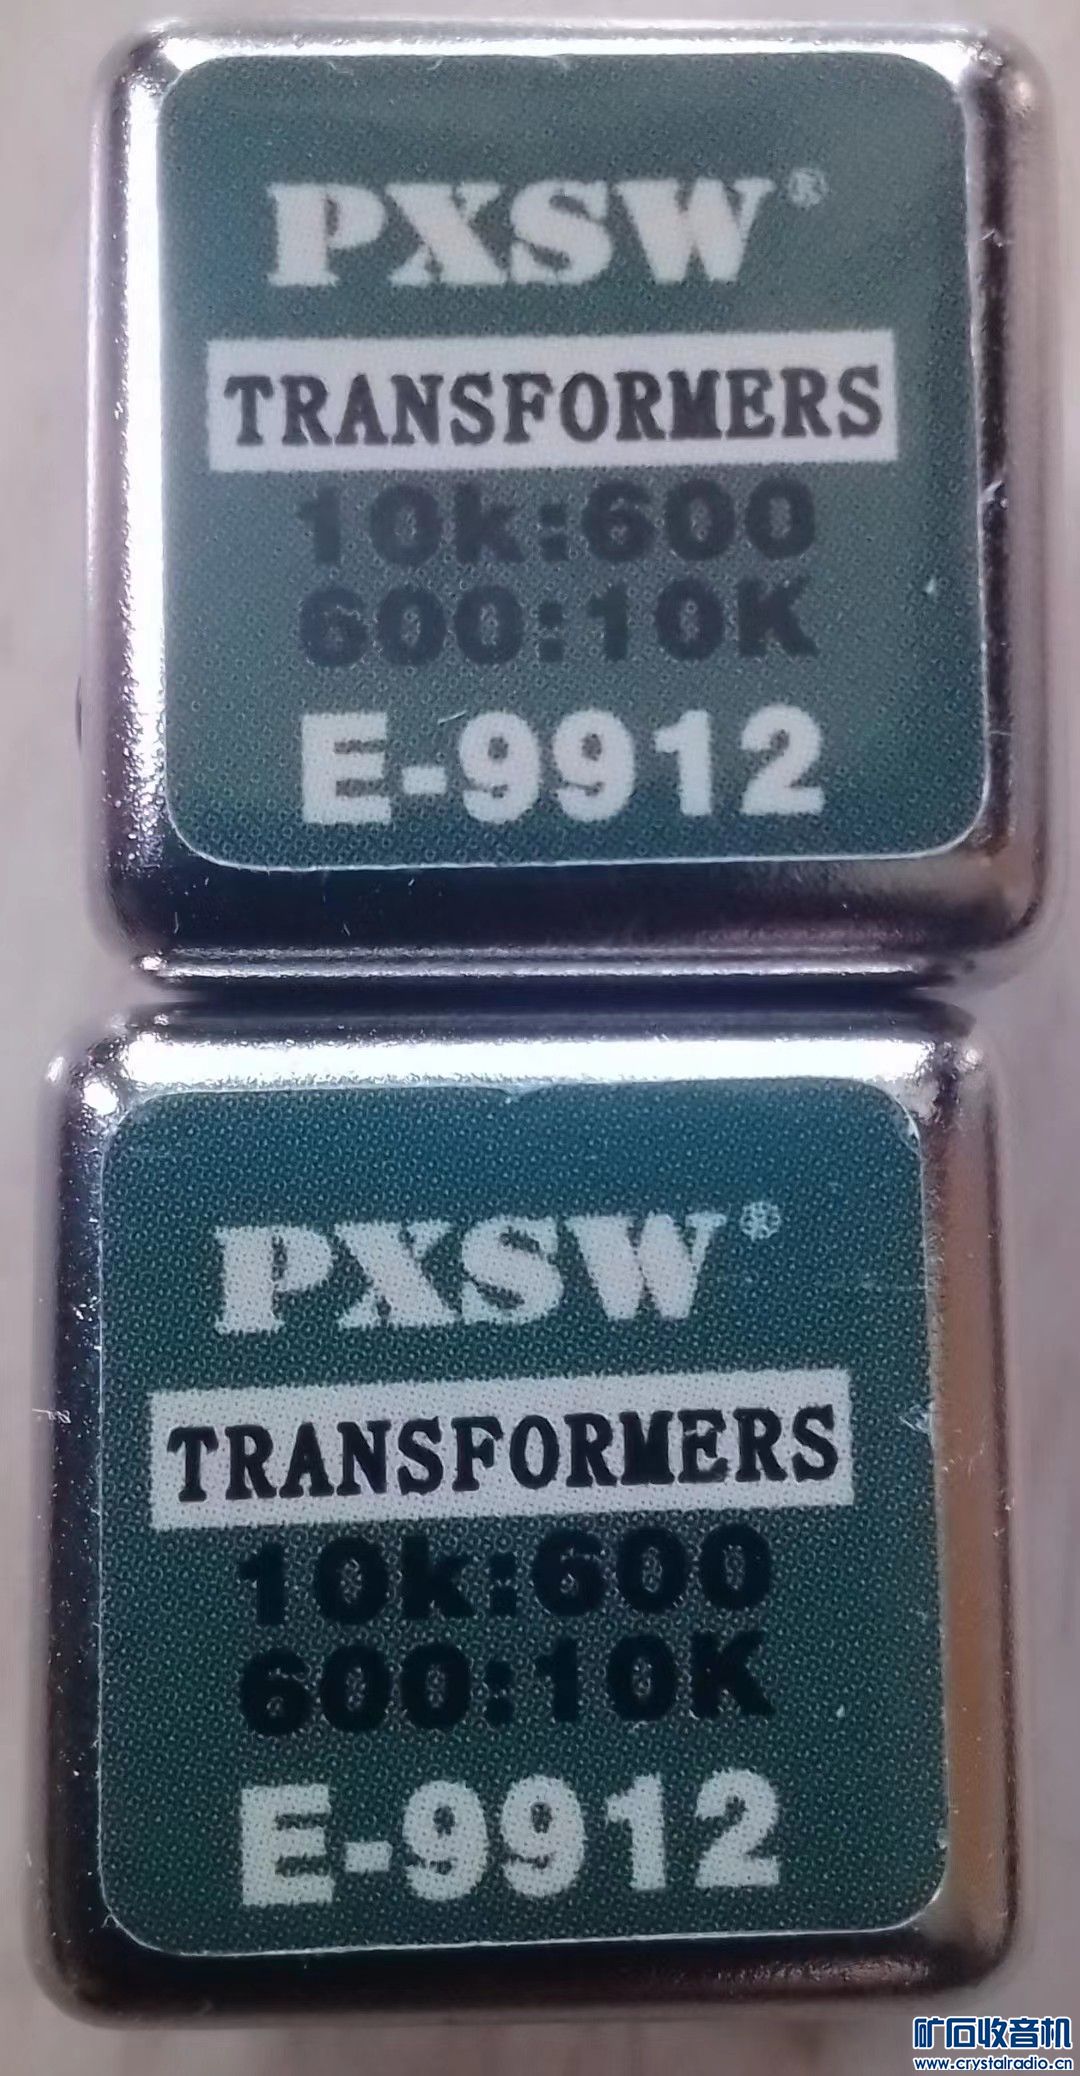 PXSW®
TRANSFORMERS
10k:600
600:10K
E-9912
PXSW®
TRANSFORMERS
10k:600
600:10K
E-9912
矿石收音机
www.crystalradio.cn